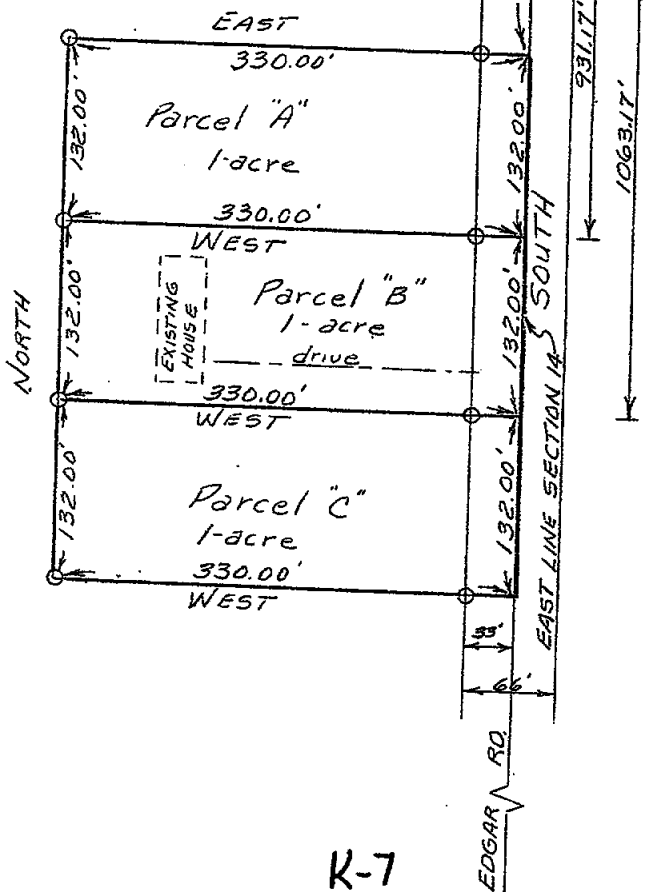 EAST
330.00'
931.17'
1063.17'
132.00'
Parcel "A"
1-acre
132.00'
330.00'
WEST
SOUTH
NORTH
132.00'
EXISTING
HOUSE
Parcel "B"
1-acre
drive
132.00'
330.00'
WEST
EAST LINE SECTION 14
132.00'
Parcel "C"
1-acre
132.00'
330.00'
WEST
33'
66'
EDGAR RD.
K-7